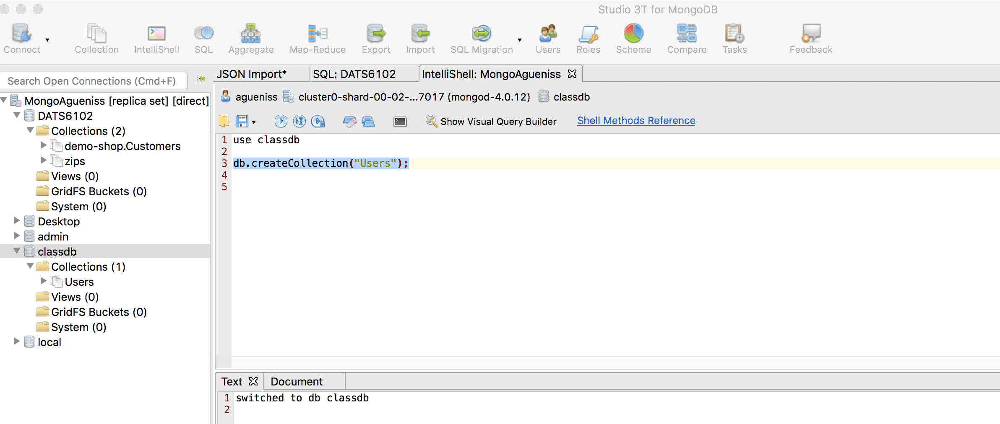 Studio 3T for MongoDB
Connect Collection IntelliShell SQL Aggregate Map-Reduce Export Import SQL Migration Users Roles Schema Compare Tasks Feedback
Search Open Connections (Cmd+F)
MongoAgueniss [replica set] [direct]
DATS6102
Collections (2)
demo-shop.Customers
zips
Views (0)
GridFS Buckets (0)
System (0)
Desktop
admin
classdb
Collections (1)
Users
Views (0)
GridFS Buckets (0)
System (0)
local
JSON Import* SQL: DATS6102 IntelliShell: MongoAgueniss
agueniss cluster0-shard-00-02-...7017 (mongod-4.0.12) classdb
Show Visual Query Builder Shell Methods Reference
1 use classdb
2
3 db.createCollection("Users");
4
5
Text Document
1 switched to db classdb
2